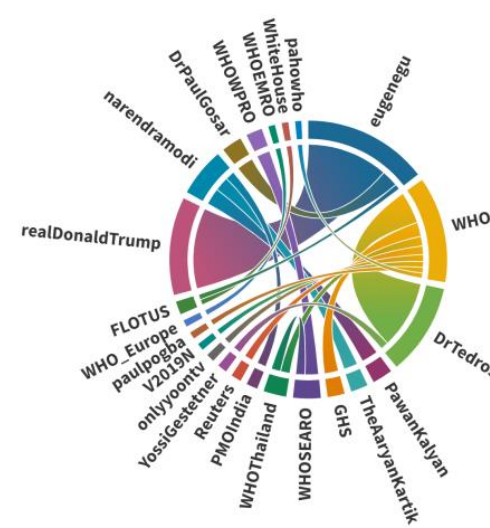 pahowho
WhiteHouse
WHOEMRO
WHOWPRO
DrPaulGosar
narendramodi
realDonaldTrump
FLOTUS
WHO_Europe
paulpogba
V2019N
onlyyoontv
YossiGestetner
Reuters
PMOIndia
WHOThailand
WHOSEARO
GHS
TheAaryanKartik
PawanKalyan
DrTedros
WHO
eugenegu